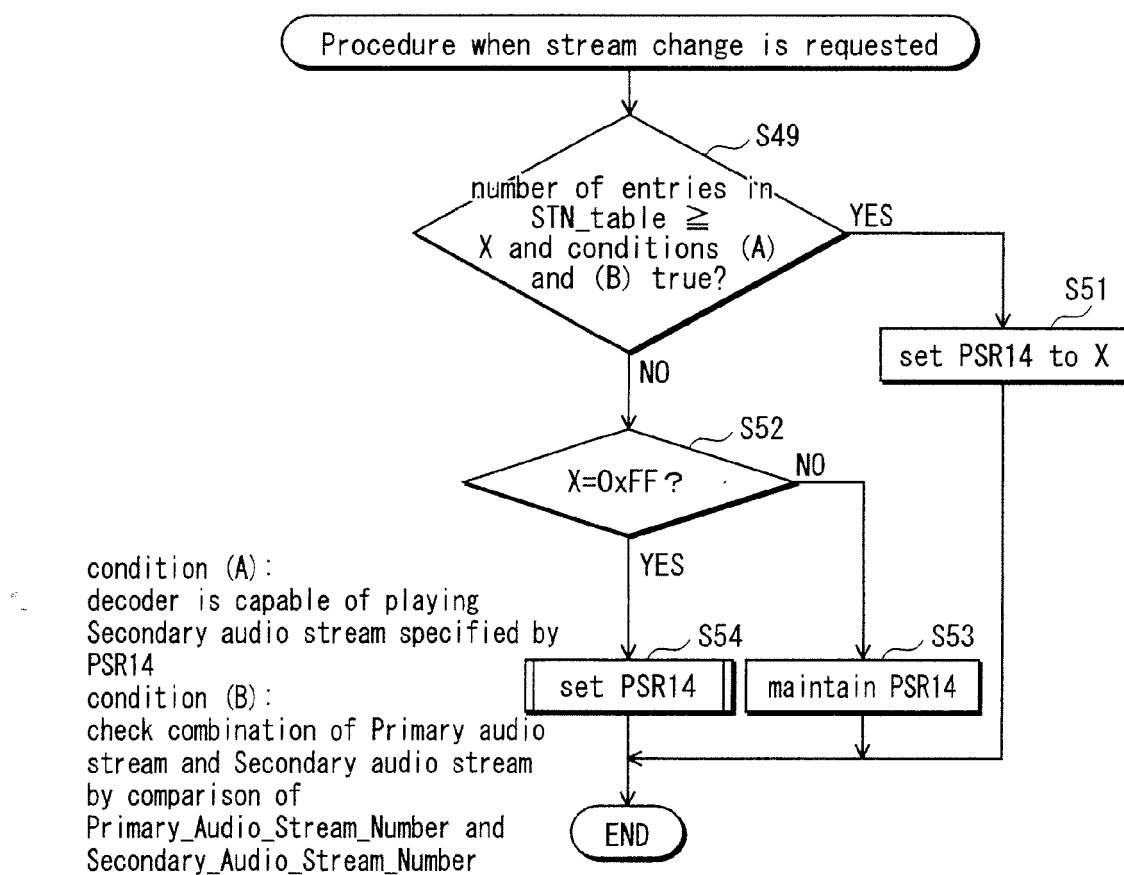 Procedure when stream change is requested
S49
number of entries in
STN_table ≧
X and conditions (A)
and (B) true?
YES
S51
set PSR14 to X
NO
S52
X=0xFF?
NO
YES
condition (A):
decoder is capable of playing
Secondary audio stream specified by
PSR14
condition (B):
check combination of Primary audio
stream and Secondary audio stream
by comparison of
Primary_Audio_Stream_Number and
Secondary_Audio_Stream_Number
S54
set PSR14
S53
maintain PSR14
END